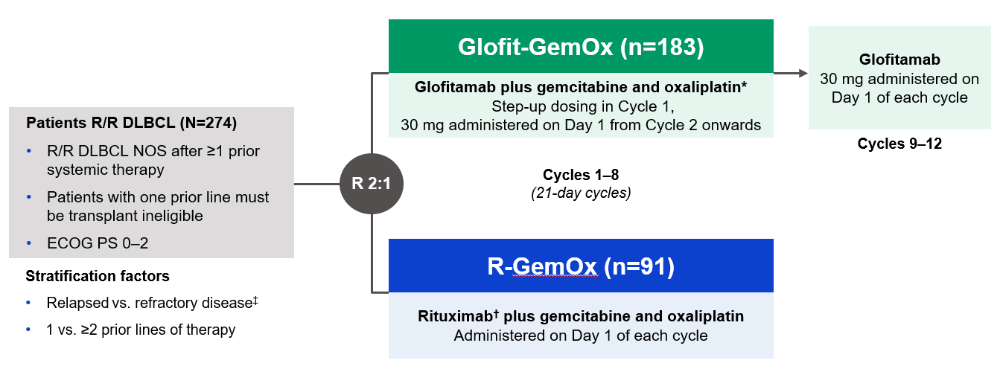 Patients R/R DLBCL (N=274)
• R/R DLBCL NOS after ≥1 prior
systemic therapy
• Patients with one prior line must
be transplant ineligible
• ECOG PS 0–2
Stratification factors
• Relapsed vs. refractory disease‡
• 1 vs. ≥2 prior lines of therapy
R 2:1
Glofit-GemOx (n=183)
Glofitamab plus gemcitabine and oxaliplatin*
Step-up dosing in Cycle 1,
30 mg administered on Day 1 from Cycle 2 onwards
Cycles 1–8
(21-day cycles)
R-GemOx (n=91)
Rituximab† plus gemcitabine and oxaliplatin
Administered on Day 1 of each cycle
Glofitamab
30 mg administered on
Day 1 of each cycle
Cycles 9–12